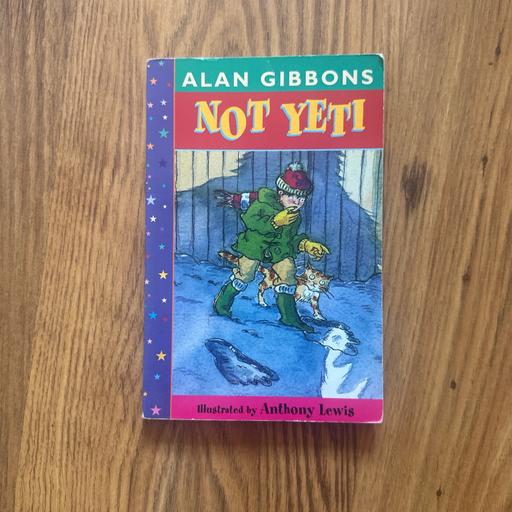 ALAN GIBBONS
NOT YETI
Illustrated by Anthony Lewis